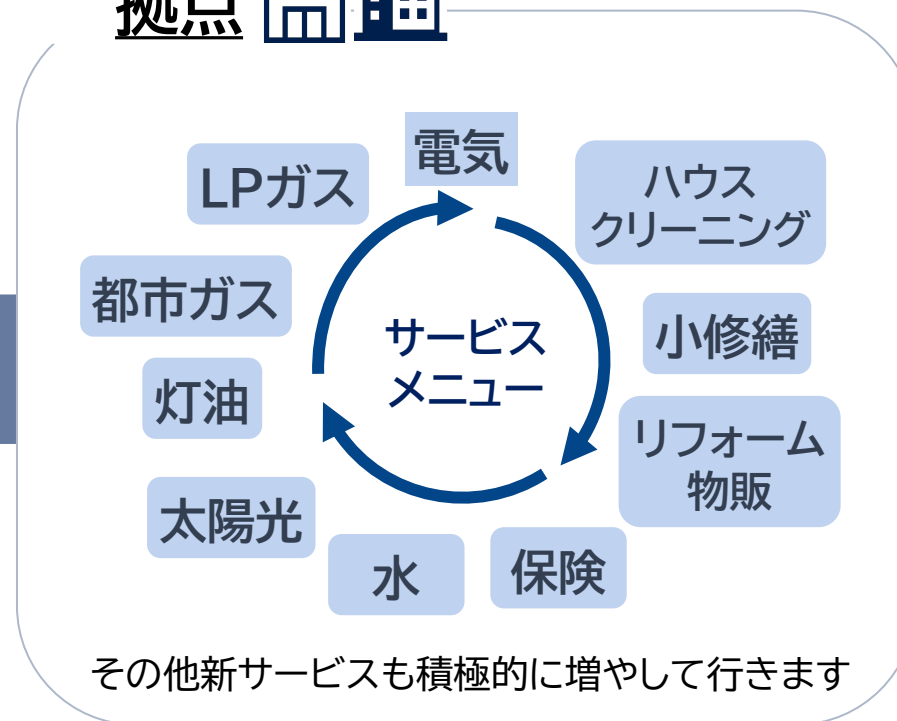 拠点
電気
LPガス
ハウス
クリーニング
都市ガス
小修繕
サービス
メニュー
灯油
リフォーム
物販
太陽光
水
保険
その他新サービスも積極的に増やして行きます